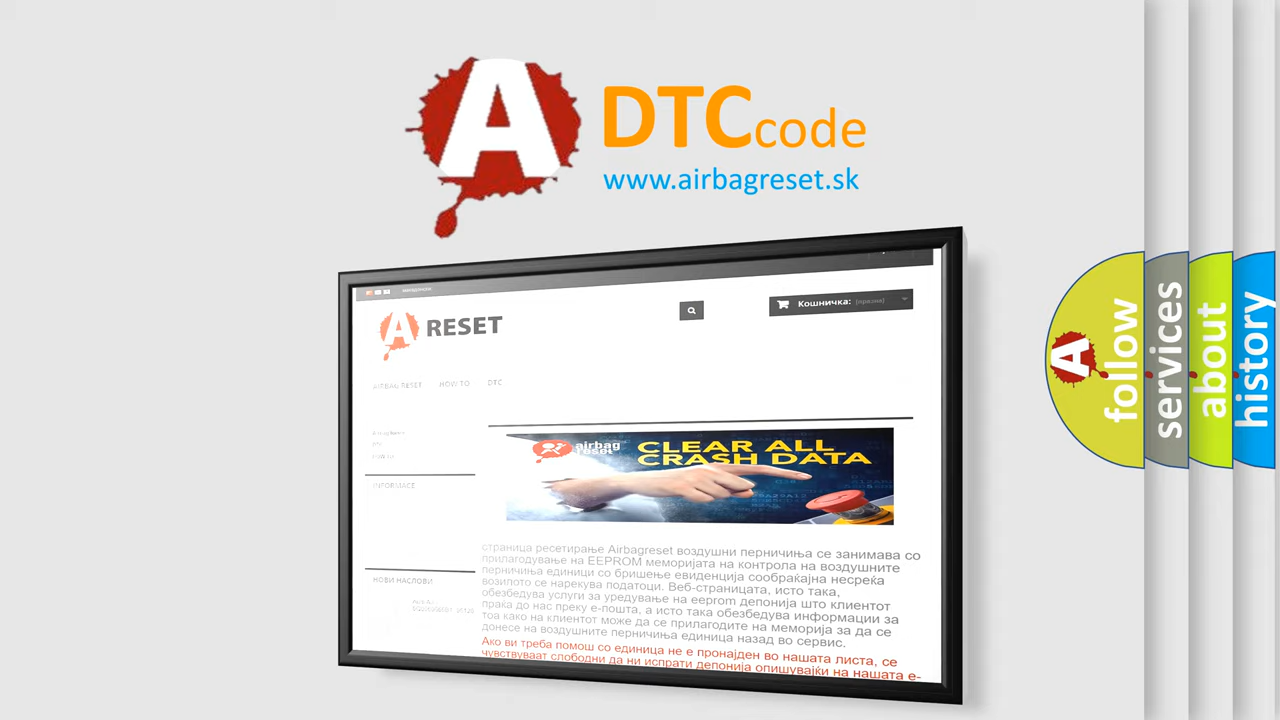 A
DTCcode
www.airbagreset.sk
Кошничка: (празна)
A RESET
AIRBAG RESET HOW TO DTC
airbag
reset
CLEAR ALL
CRASH DATA
INFORMACE
страница ресетирање Airbagreset воздушни перничиња се занимава со
прилагодување на EEPROM меморијата на контрола на воздушните
перничиња единици со бришење евиденција сообраќајна несреќа
возилото се нарекува податоци. Веб-страницата, исто така,
обезбедува услуги за уредување на eeprom депонија што клиентот
праќа до нас преку е-пошта, а исто така обезбедува информации за
тоа како на клиентот може да се прилагодите на меморија за да се
донесе на воздушните перничиња единица назад во сервис.
Ако ви треба помош со единица не е пронајден во нашата листа, се
чувствуваат слободни да ни испрати депонија опишувајќи на нашата е-
НОВИ НАСЛОВИ
A
follow
services
about
history